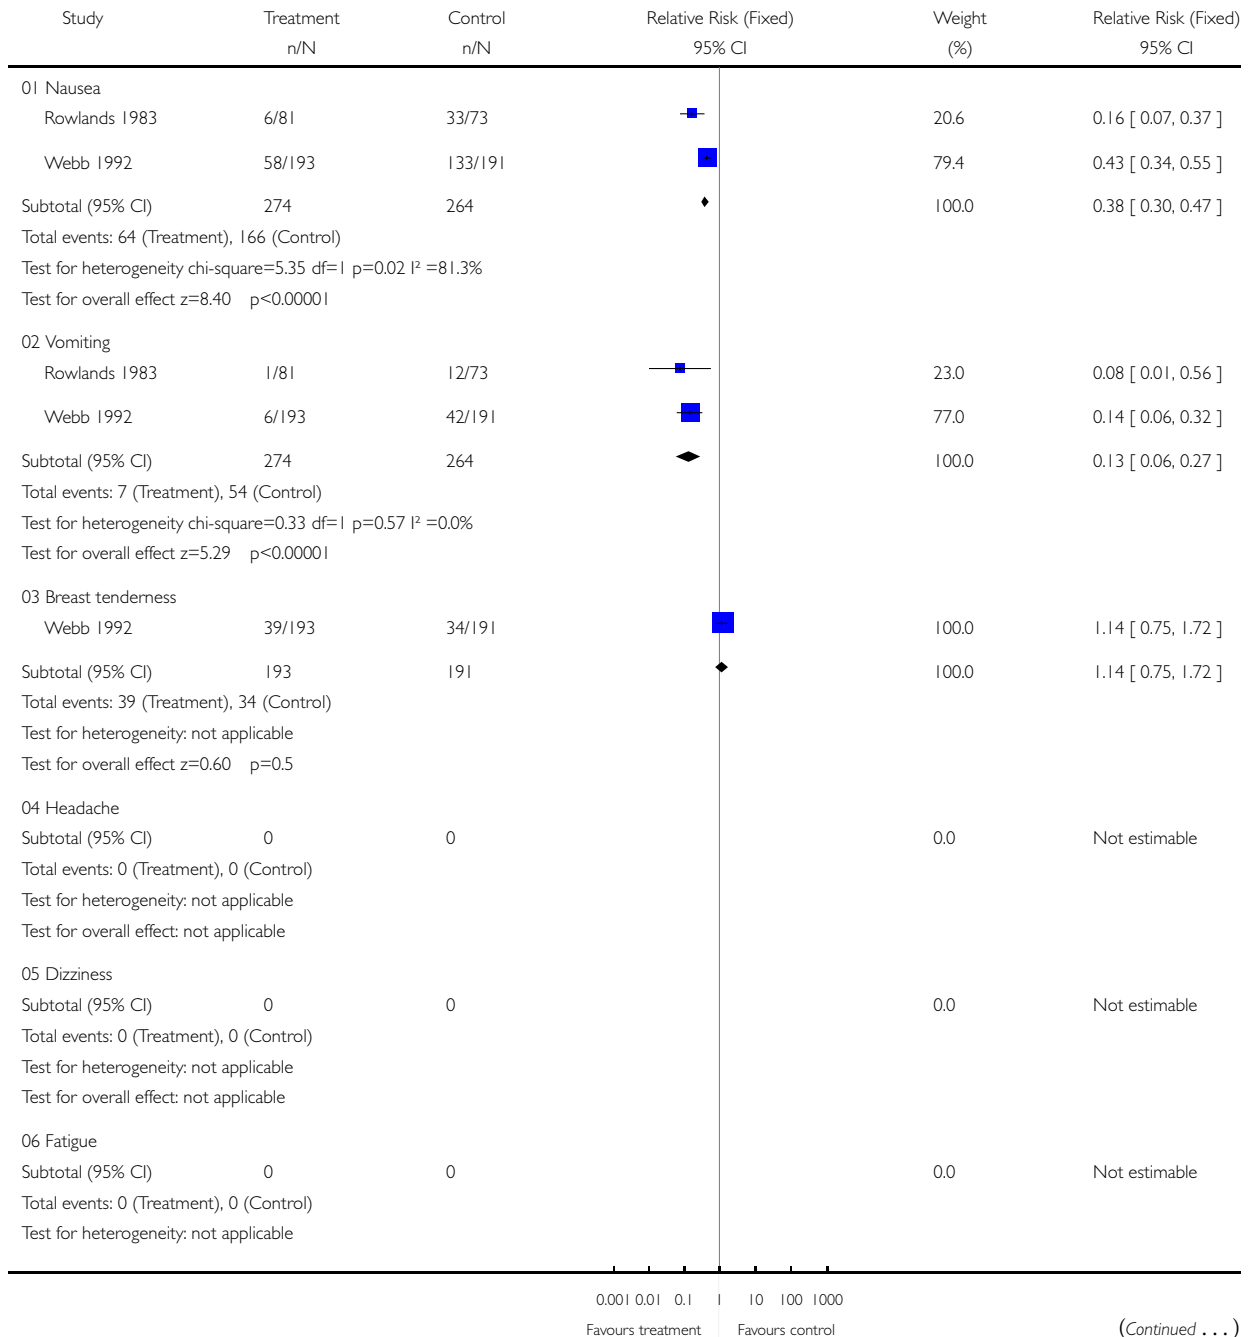 Study Treatment Control Relative Risk (Fixed) Weight Relative Risk (Fixed)
n/N n/N 95% CI (%) 95% CI
01 Nausea
Rowlands 1983 6/81 33/73 20.6 0.16 [ 0.07, 0.37 ]
Webb 1992 58/193 133/191 79.4 0.43 [ 0.34, 0.55 ]
Subtotal (95% CI) 274 264 100.0 0.38 [ 0.30, 0.47 ]
Total events: 64 (Treatment), 166 (Control)
Test for heterogeneity chi-square=5.35 df=1 p=0.02 I² =81.3%
Test for overall effect z=8.40 p<0.00001
02 Vomiting
Rowlands 1983 1/81 12/73 23.0 0.08 [ 0.01, 0.56 ]
Webb 1992 6/193 42/191 77.0 0.14 [ 0.06, 0.32 ]
Subtotal (95% CI) 274 264 100.0 0.13 [ 0.06, 0.27 ]
Total events: 7 (Treatment), 54 (Control)
Test for heterogeneity chi-square=0.33 df=1 p=0.57 I² =0.0%
Test for overall effect z=5.29 p<0.00001
03 Breast tenderness
Webb 1992 39/193 34/191 100.0 1.14 [ 0.75, 1.72 ]
Subtotal (95% CI) 193 191 100.0 1.14 [ 0.75, 1.72 ]
Total events: 39 (Treatment), 34 (Control)
Test for heterogeneity: not applicable
Test for overall effect z=0.60 p=0.5
04 Headache
Subtotal (95% CI) 0 0 0.0 Not estimable
Total events: 0 (Treatment), 0 (Control)
Test for heterogeneity: not applicable
Test for overall effect: not applicable
05 Dizziness
Subtotal (95% CI) 0 0 0.0 Not estimable
Total events: 0 (Treatment), 0 (Control)
Test for heterogeneity: not applicable
Test for overall effect: not applicable
06 Fatigue
Subtotal (95% CI) 0 0 0.0 Not estimable
Total events: 0 (Treatment), 0 (Control)
Test for heterogeneity: not applicable
0.001 0.01 0.1 1 10 100 1000
Favours treatment Favours control (Continued . . . )